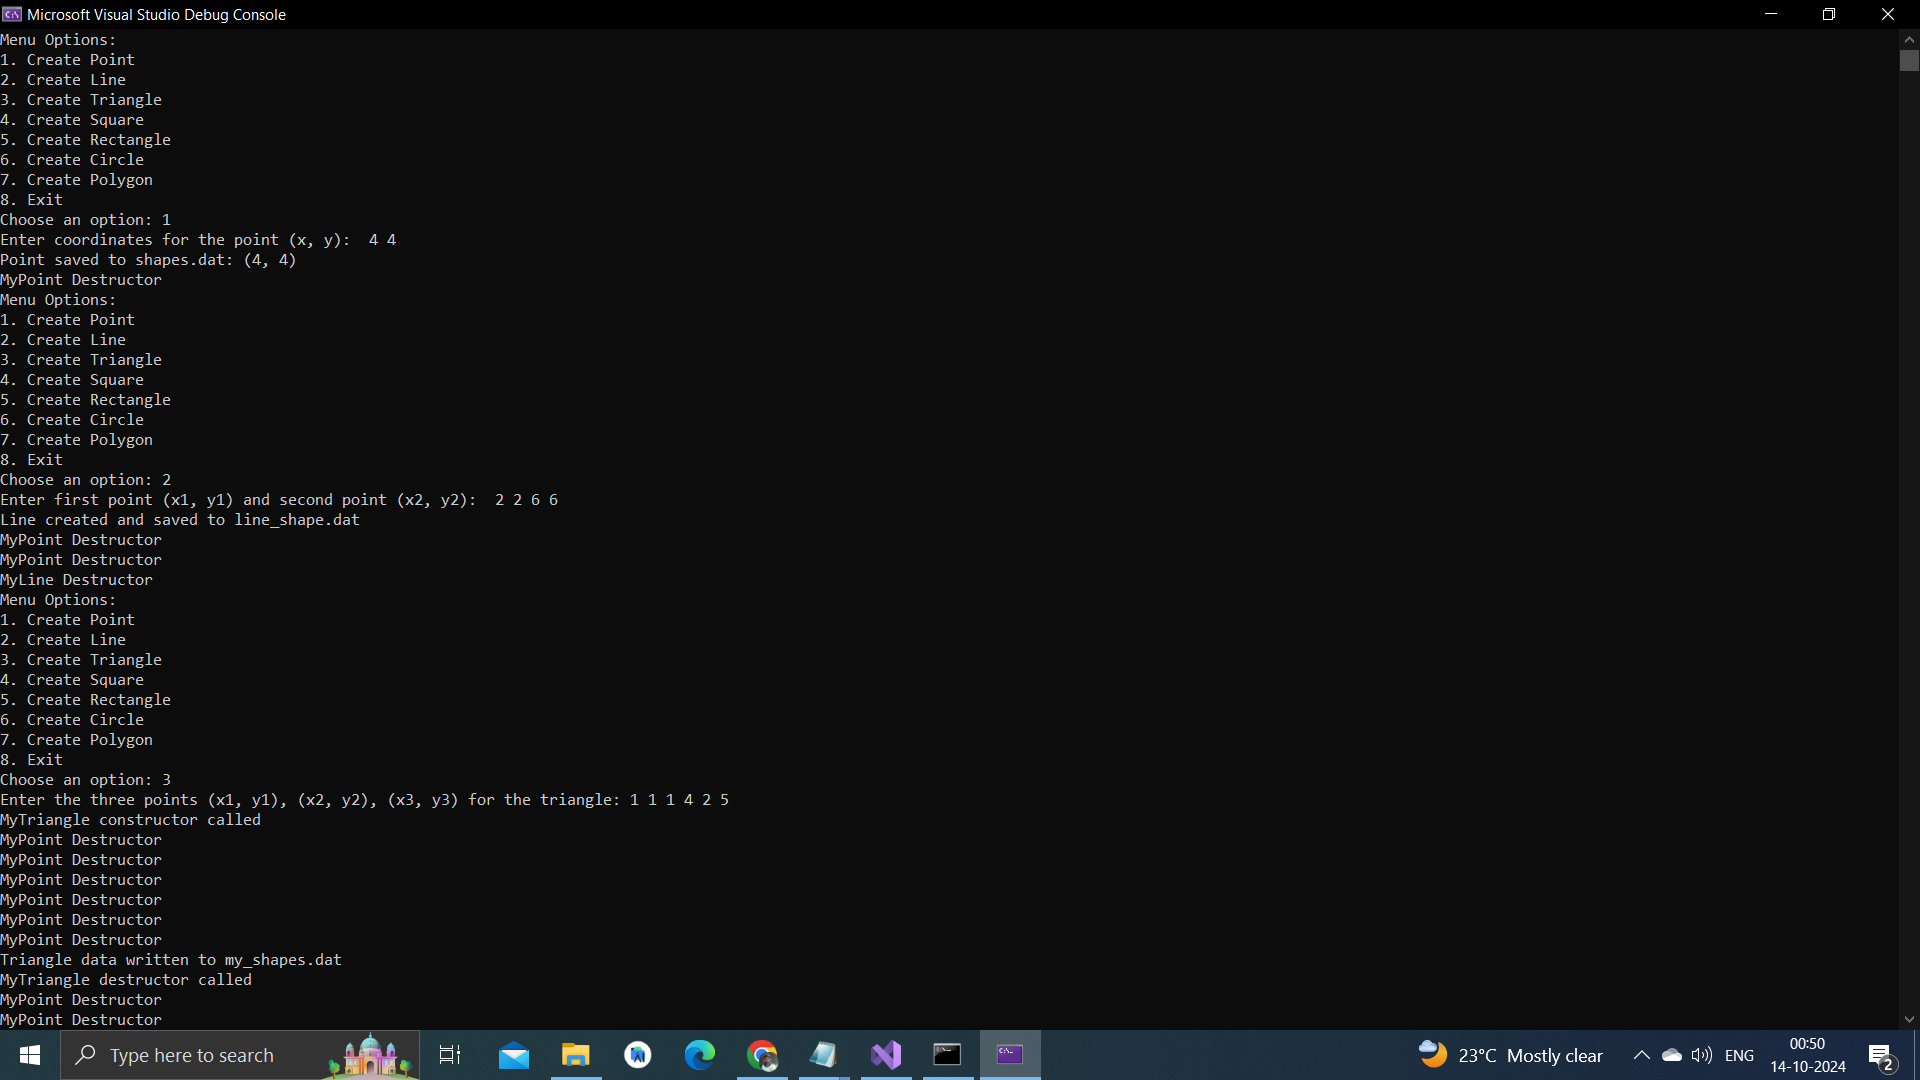 Microsoft Visual Studio Debug Console
Menu Options:
1. Create Point
2. Create Line
3. Create Triangle
4. Create Square
5. Create Rectangle
6. Create Circle
7. Create Polygon
8. Exit
Choose an option: 1
Enter coordinates for the point (x, y):  4 4
Point saved to shapes.dat: (4, 4)
MyPoint Destructor
Menu Options:
1. Create Point
2. Create Line
3. Create Triangle
4. Create Square
5. Create Rectangle
6. Create Circle
7. Create Polygon
8. Exit
Choose an option: 2
Enter first point (x1, y1) and second point (x2, y2):  2 2 6 6
Line created and saved to line_shape.dat
MyPoint Destructor
MyPoint Destructor
MyLine Destructor
Menu Options:
1. Create Point
2. Create Line
3. Create Triangle
4. Create Square
5. Create Rectangle
6. Create Circle
7. Create Polygon
8. Exit
Choose an option: 3
Enter the three points (x1, y1), (x2, y2), (x3, y3) for the triangle: 1 1 1 4 2 5
MyTriangle constructor called
MyPoint Destructor
MyPoint Destructor
MyPoint Destructor
MyPoint Destructor
MyPoint Destructor
MyPoint Destructor
Triangle data written to my_shapes.dat
MyTriangle destructor called
MyPoint Destructor
MyPoint Destructor
Type here to search
23°C Mostly clear
ENG
00:50
14-10-2024
2